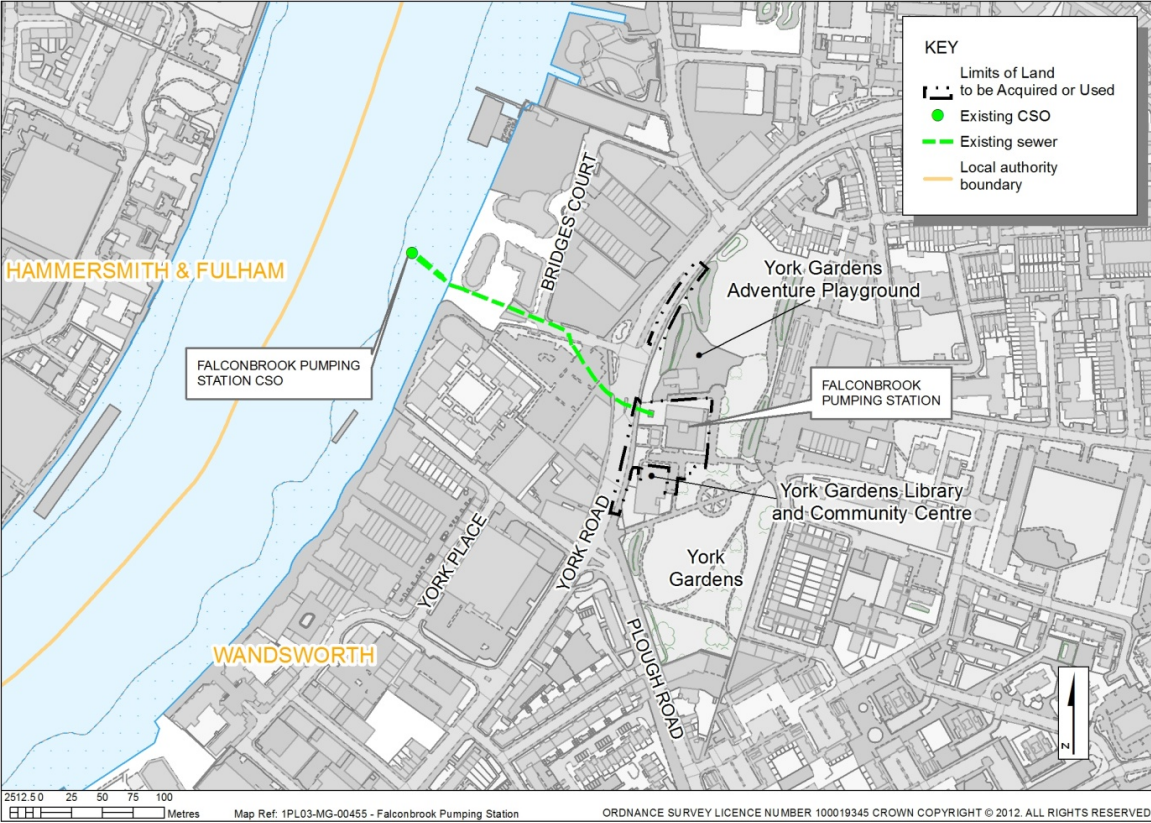 KEY
Limits of Land
to be Acquired or Used
Existing CSO
Existing sewer
Local authority
boundary
BRIDGES COURT
HAMMERSMITH & FULHAM
York Gardens
Adventure Playground
FALCONBROOK PUMPING
STATION CSO
FALCONBROOK
PUMPING STATION
York Gardens Library
and Community Centre
YORK PLACE
YORK ROAD
York
Gardens
WANDSWORTH
PLOUGH ROAD
N
2512.5 0 25 50 75 100
Metres
Map Ref: 1PL03-MG-00455 - Falconbrook Pumping Station
ORDNANCE SURVEY LICENCE NUMBER 100019345 CROWN COPYRIGHT © 2012. ALL RIGHTS RESERVED